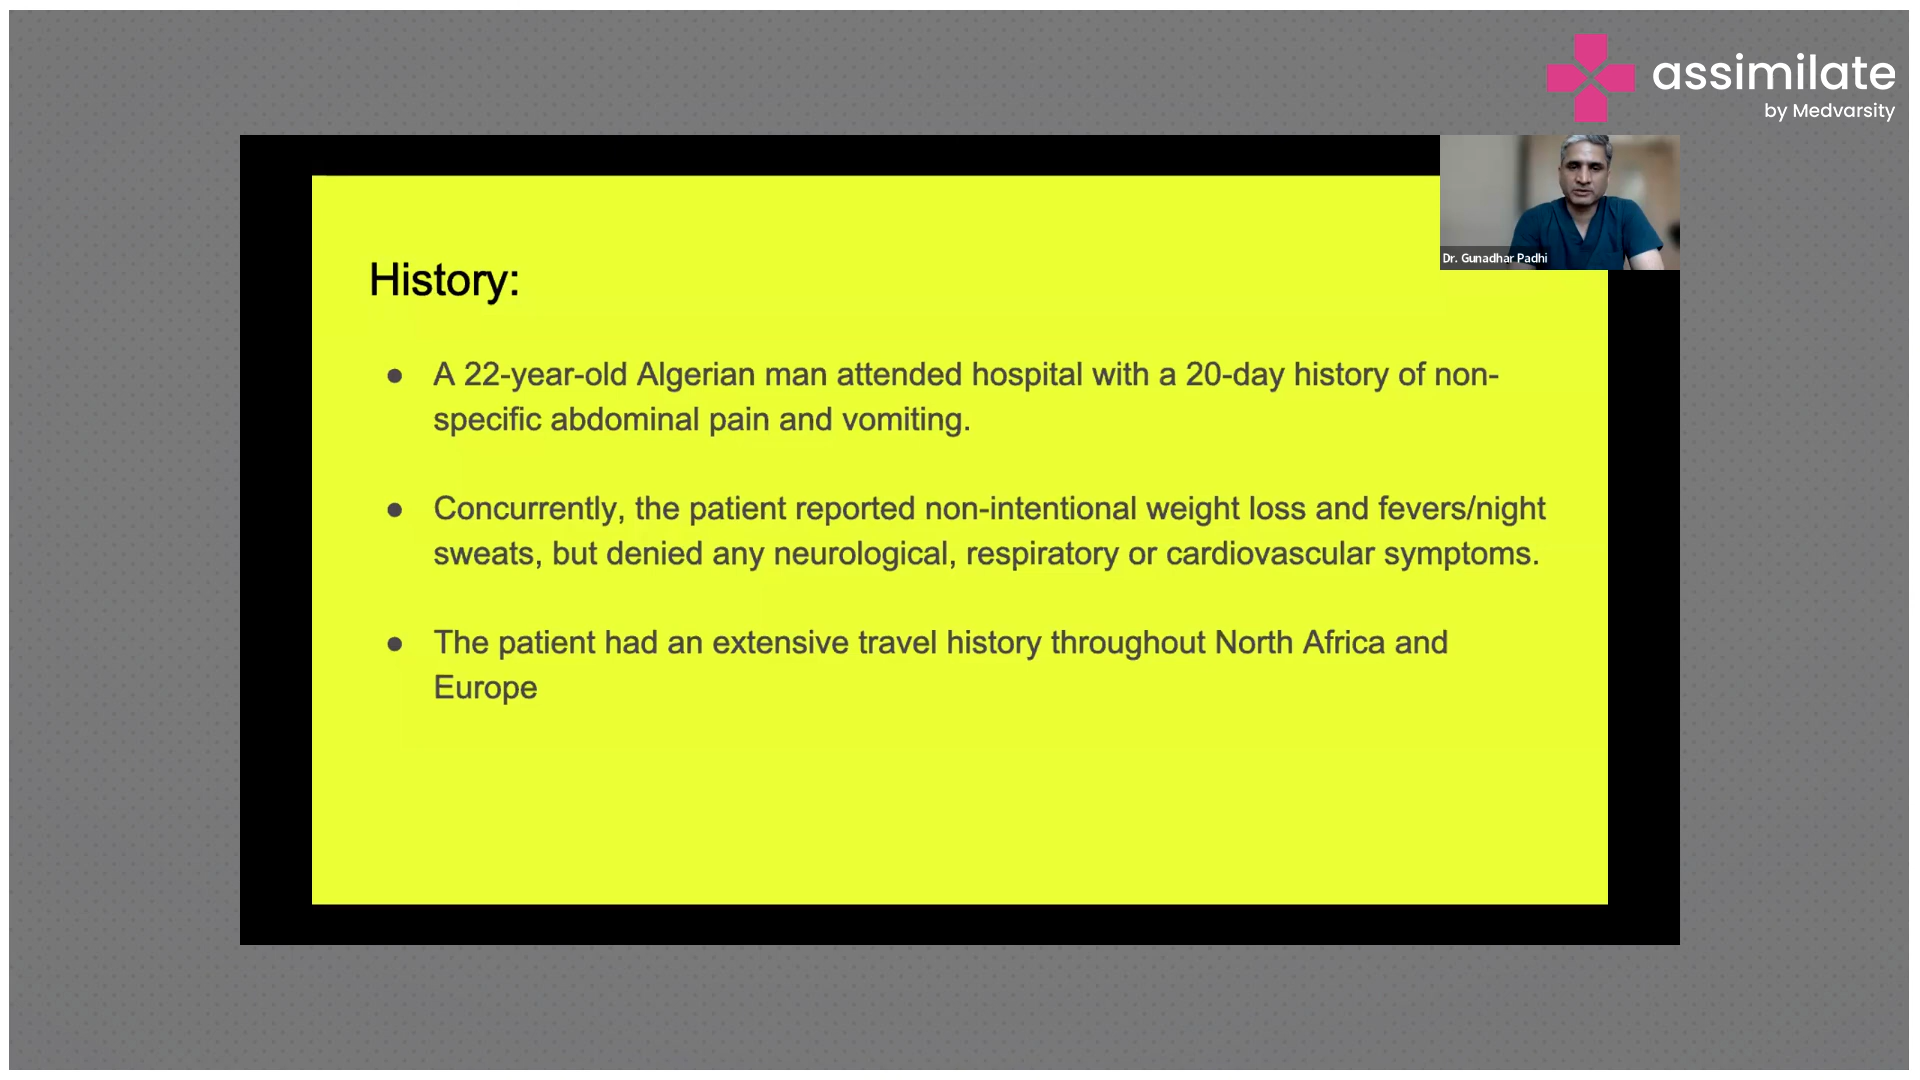 assimilate
by Medvarsity
Dr. Gunadhar Padhi
History:
● A 22-year-old Algerian man attended hospital with a 20-day history of non-
specific abdominal pain and vomiting.
● Concurrently, the patient reported non-intentional weight loss and fevers/night
sweats, but denied any neurological, respiratory or cardiovascular symptoms.
● The patient had an extensive travel history throughout North Africa and
Europe